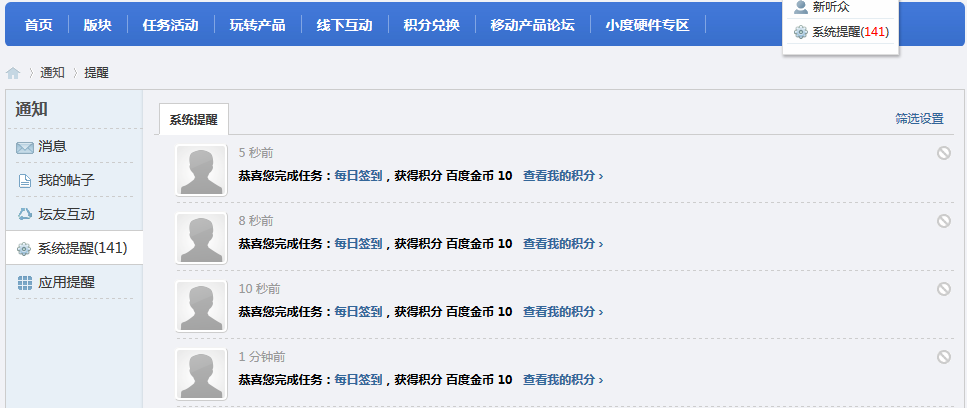 首页 版块 任务活动 玩转产品 线下互动 积分兑换 移动产品论坛 小度硬件专区
新听众
系统提醒(141)
通知 提醒
通知
消息
我的帖子
坛友互动
系统提醒(141)
应用提醒
系统提醒 筛选设置
5 秒前
恭喜您完成任务：每日签到，获得积分 百度金币 10 查看我的积分 ›
8 秒前
恭喜您完成任务：每日签到，获得积分 百度金币 10 查看我的积分 ›
10 秒前
恭喜您完成任务：每日签到，获得积分 百度金币 10 查看我的积分 ›
1 分钟前
恭喜您完成任务：每日签到，获得积分 百度金币 10 查看我的积分 ›